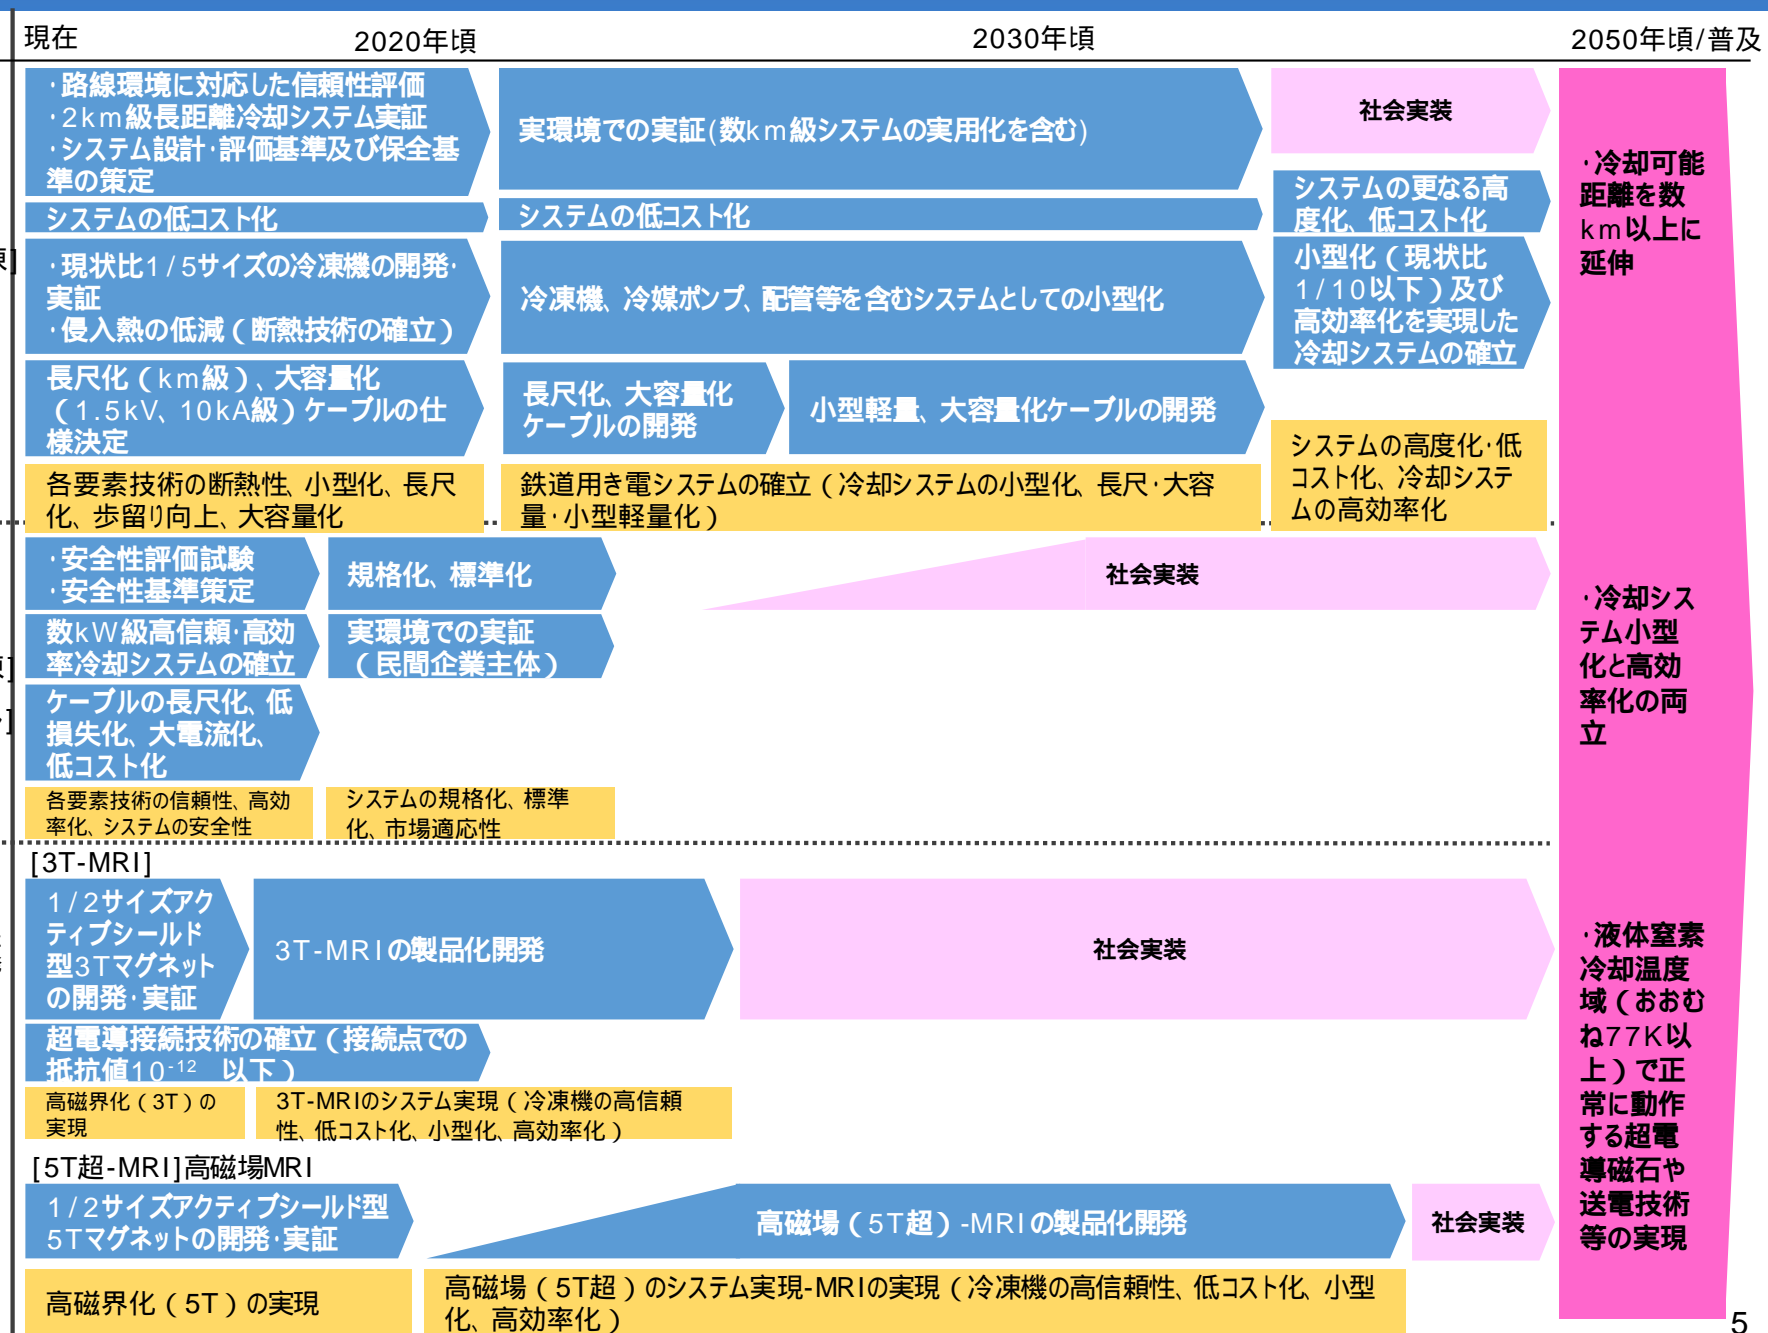 現在
2020年頃
2030年頃
2050年頃/普及
・路線環境に対応した信頼性評価
・2km級長距離冷却システム実証
・システム設計・評価基準及び保全基
準の策定
実環境での実証(数km級システムの実用化を含む)
社会実装
システムの低コスト化
システムの低コスト化
システムの更なる高
度化、低コスト化
・現状比1/5サイズの冷凍機の開発・
実証
・侵入熱の低減(断熱技術の確立)
冷凍機、冷媒ポンプ、配管等を含むシステムとしての小型化
小型化(現状比
1/10以下)及び
高効率化を実現した
冷却システムの確立
長尺化(km級)、大容量化
(1.5kV、10kA級)ケーブルの仕
様決定
長尺化、大容量化
ケーブルの開発
小型軽量、大容量化ケーブルの開発
各要素技術の断熱性、小型化、長尺
化、歩留り向上、大容量化
鉄道用き電システムの確立(冷却システムの小型化、長尺・大容
量・小型軽量化)
システムの高度化・低
コスト化、冷却システ
ムの高効率化
・安全性評価試験
・安全性基準策定
規格化、標準化
社会実装
数kW級高信頼・高効
率冷却システムの確立
実環境での実証
(民間企業主体)
ケーブルの長尺化、低
損失化、大電流化、
低コスト化
各要素技術の信頼性、高効
率化、システムの安全性
システムの規格化、標準
化、市場適応性
[3T-MRI]
1/2サイズアク
ティブシールド
型3Tマグネット
の開発・実証
3T-MRIの製品化開発
社会実装
超電導接続技術の確立(接続点での
抵抗値10⁻¹² 以下)
高磁界化(3T)の
実現
3T-MRIのシステム実現(冷凍機の高信頼
性、低コスト化、小型化、高効率化)
[5T超-MRI]高磁場MRI
1/2サイズアクティブシールド型
5Tマグネットの開発・実証
高磁場(5T超)-MRIの製品化開発
社会実装
高磁界化(5T)の実現
高磁場(5T超)のシステム実現-MRIの実現(冷凍機の高信頼性、低コスト化、小型
化、高効率化)
・冷却可能
距離を数
km以上に
延伸
・冷却シス
テム小型
化と高効
率化の両
立
・液体窒素
冷却温度
域(おおむ
ね77K以
上)で正
常に動作
する超電
導磁石や
送電技術
等の実現
5